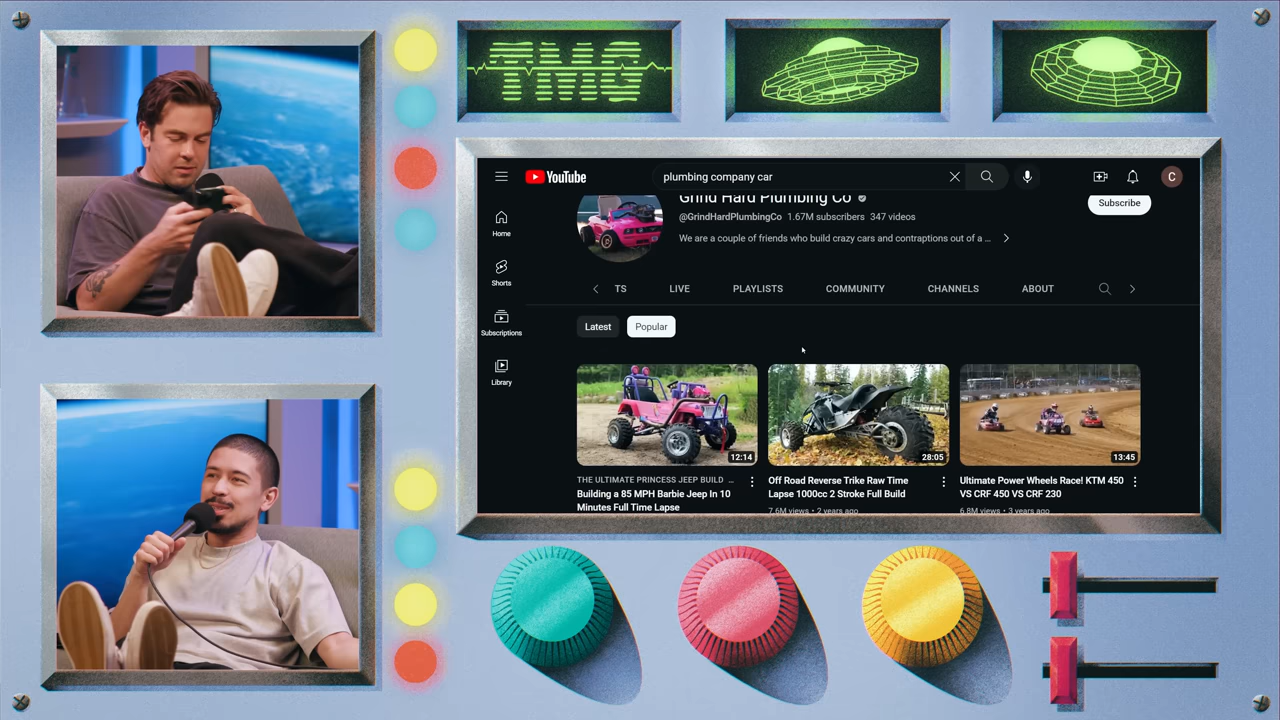 TMG
YouTube
plumbing company car
C
Grind Hard Plumbing Co
@GrindHardPlumbingCo 1.67M subscribers 347 videos
Subscribe
We are a couple of friends who build crazy cars and contraptions out of a ...
Home
Shorts
Subscriptions
Library
TS LIVE PLAYLISTS COMMUNITY CHANNELS ABOUT
Latest Popular
12:14
28:05
13:45
THE ULTIMATE PRINCESS JEEP BUILD ...
Building a 85 MPH Barbie Jeep In 10
Minutes Full Time Lapse
Off Road Reverse Trike Raw Time
Lapse 1000cc 2 Stroke Full Build
7.6M views • 2 years ago
Ultimate Power Wheels Race! KTM 450
VS CRF 450 VS CRF 230
6.8M views • 3 years ago